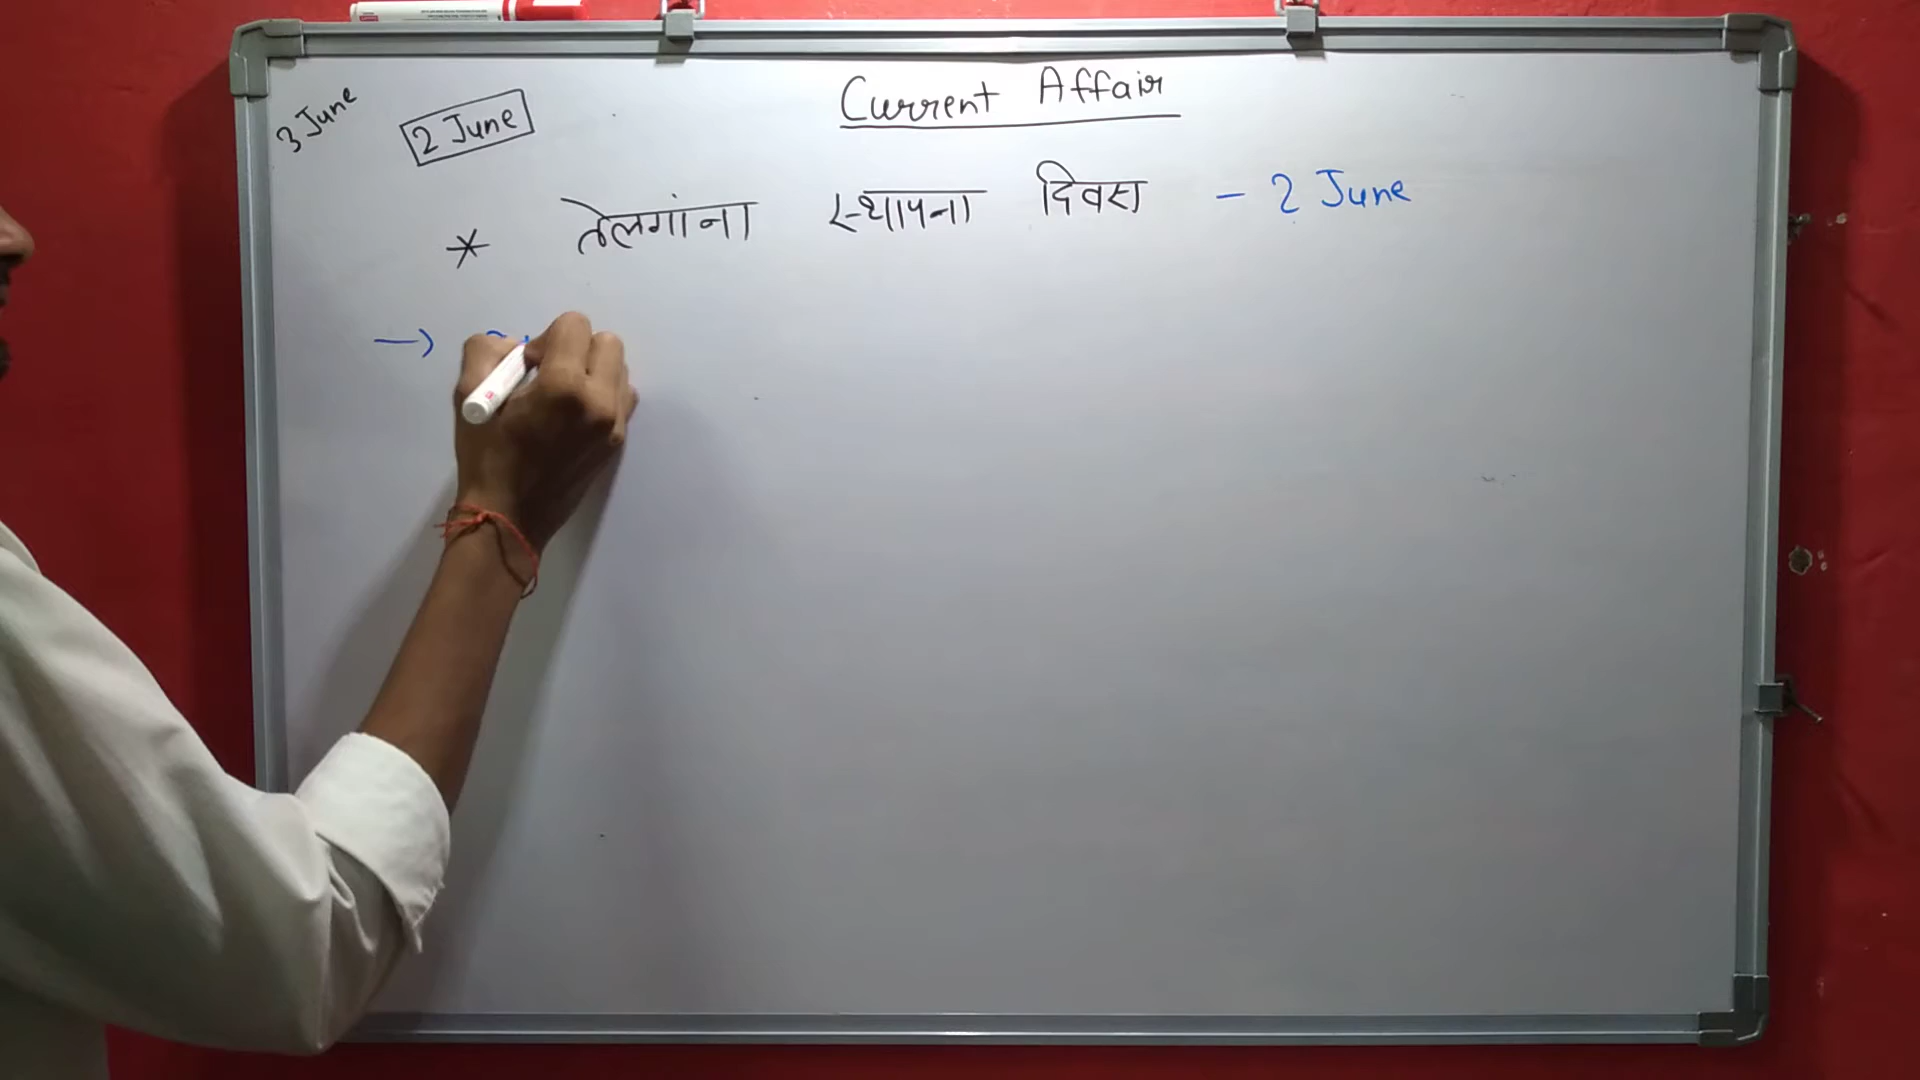 Current Affair
3 June
2 June
* तेलगांना स्थापना दिवस - 2 June
→